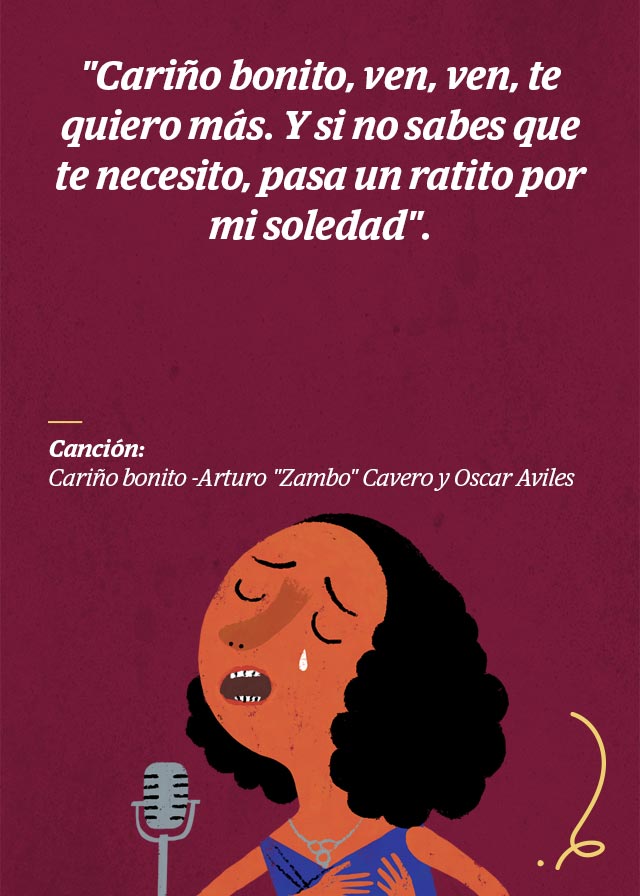 "Cariño bonito, ven, ven, te
quiero más. Y si no sabes que
te necesito, pasa un ratito por
mi soledad".
Canción:
Cariño bonito -Arturo "Zambo" Cavero y Oscar Aviles